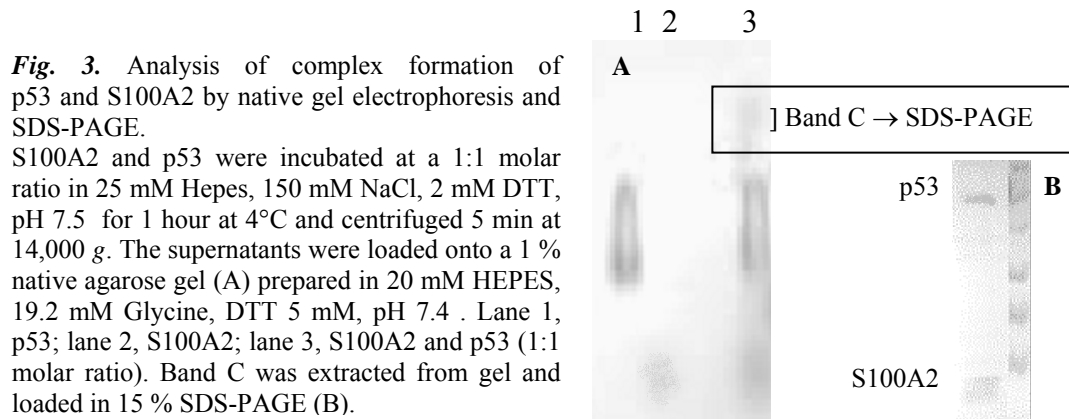 Fig. 3. Analysis of complex formation of
p53 and S100A2 by native gel electrophoresis and
SDS-PAGE.
S100A2 and p53 were incubated at a 1:1 molar
ratio in 25 mM Hepes, 150 mM NaCl, 2 mM DTT,
pH 7.5 for 1 hour at 4°C and centrifuged 5 min at
14,000 g. The supernatants were loaded onto a 1 %
native agarose gel (A) prepared in 20 mM HEPES,
19.2 mM Glycine, DTT 5 mM, pH 7.4 . Lane 1,
p53; lane 2, S100A2; lane 3, S100A2 and p53 (1:1
molar ratio). Band C was extracted from gel and
loaded in 15 % SDS-PAGE (B).
1 2 3
A
] Band C → SDS-PAGE
p53 B
S100A2